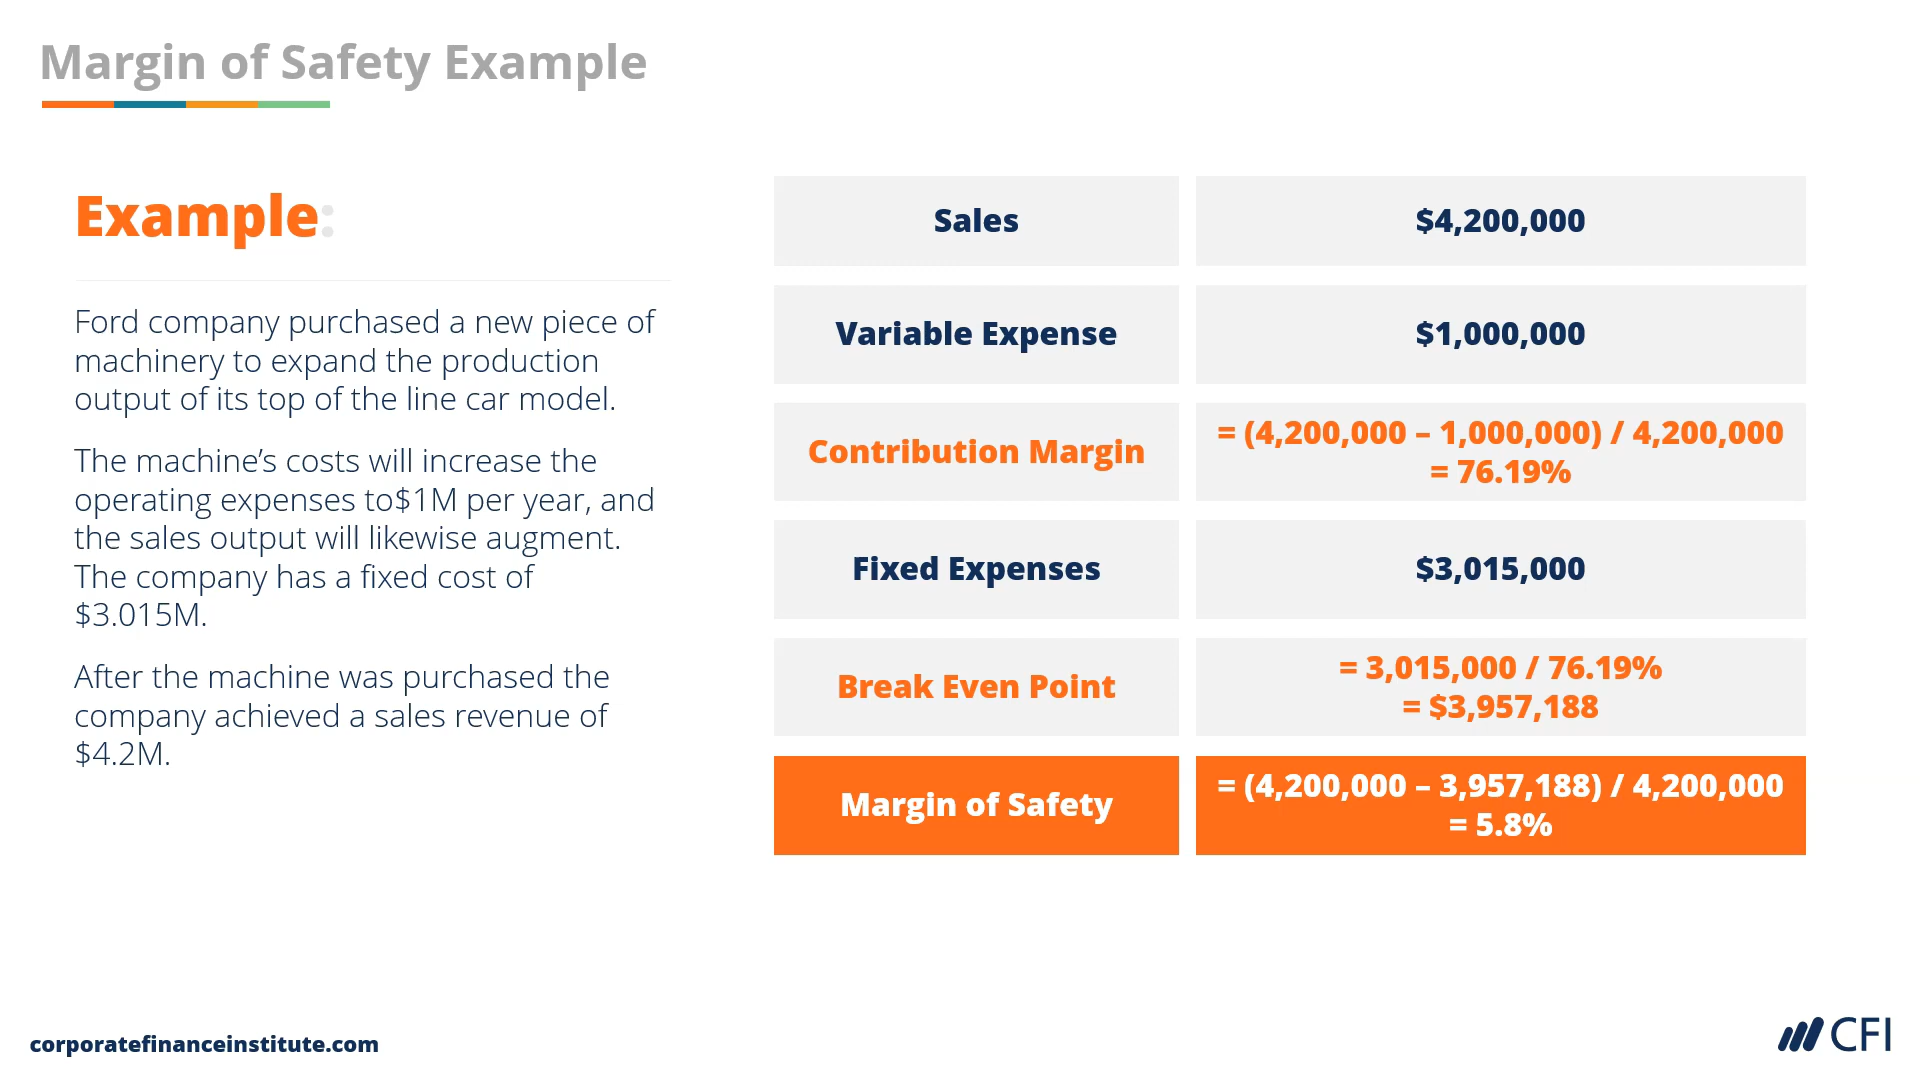 Margin of Safety Example
Example:
Ford company purchased a new piece of
machinery to expand the production
output of its top of the line car model.
The machine’s costs will increase the
operating expenses to$1M per year, and
the sales output will likewise augment.
The company has a fixed cost of
$3.015M.
After the machine was purchased the
company achieved a sales revenue of
$4.2M.
Sales
$4,200,000
Variable Expense
$1,000,000
Contribution Margin
= (4,200,000 – 1,000,000) / 4,200,000
= 76.19%
Fixed Expenses
$3,015,000
Break Even Point
= 3,015,000 / 76.19%
= $3,957,188
Margin of Safety
= (4,200,000 – 3,957,188) / 4,200,000
= 5.8%
corporatefinanceinstitute.com
CFI